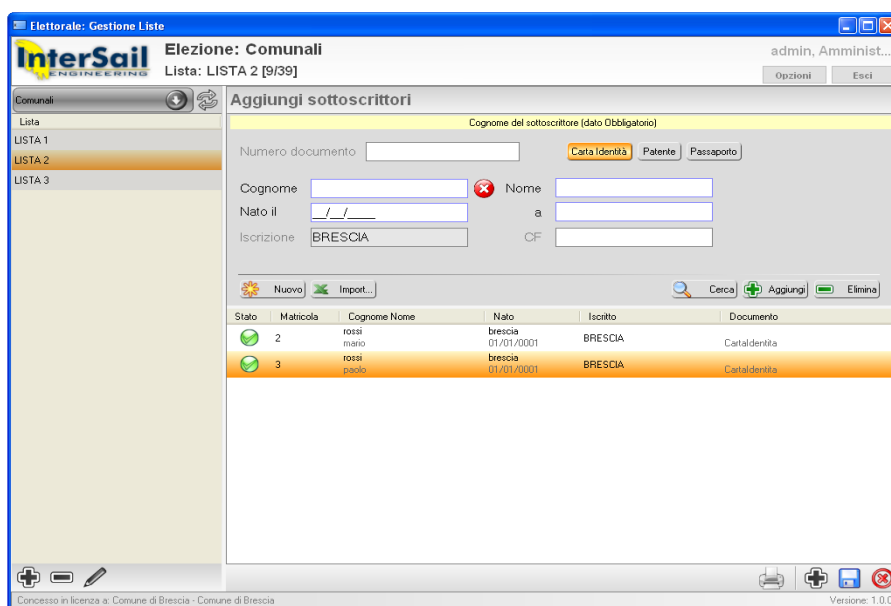 Elettorale: Gestione Liste
InterSail
ENGINEERING
Elezione: Comunali
Lista: LISTA 2 [9/39]
admin, Amminist...
Opzioni
Esci
Comunali
Lista
LISTA 1
LISTA 2
LISTA 3
Aggiungi sottoscrittori
Cognome del sottoscrittore (dato Obbligatorio)
Numero documento
Carta Identità
Patente
Passaporto
Cognome
Nome
Nato il __/__/____
a
Iscrizione BRESCIA
CF
Nuovo
Import...
Cerca
Aggiungi
Elimina
Stato Matricola Cognome Nome Nato Iscritto Documento
2 rossi brescia BRESCIA
mario 01/01/0001 CartaIdentita
3 rossi brescia BRESCIA
paolo 01/01/0001 CartaIdentita
Concesso in licenza a: Comune di Brescia - Comune di Brescia
Versione: 1.0.0